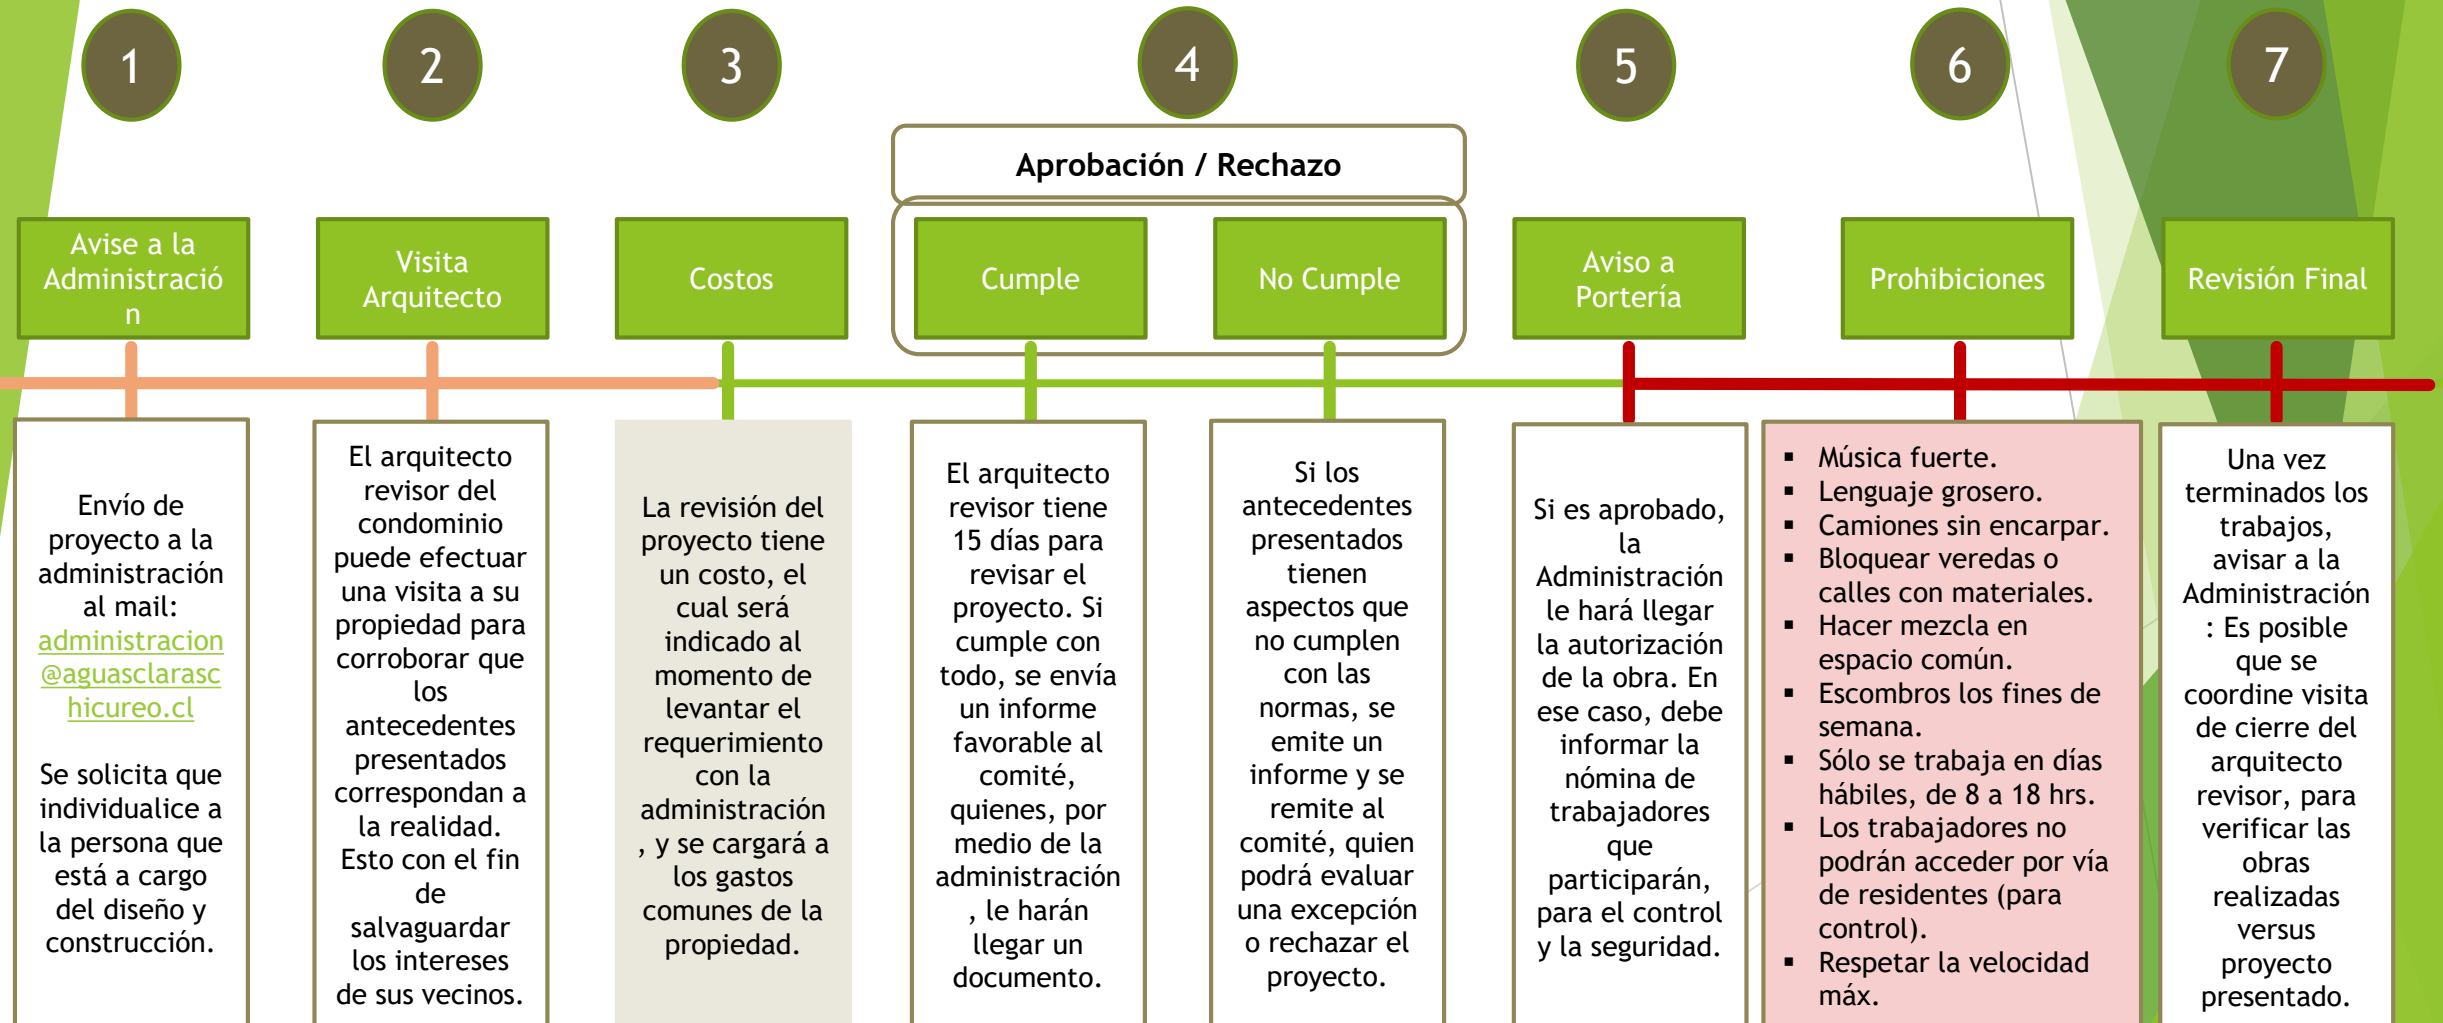 1
2
3
4
5
6
7
Aprobación / Rechazo
Avise a la
Administració
n
Visita
Arquitecto
Costos
Cumple
No Cumple
Aviso a
Portería
Prohibiciones
Revisión Final
Envío de
proyecto a la
administración
al mail:
administracion
@aguasclarasc
hicureo.cl
Se solicita que
individualice a
la persona que
está a cargo
del diseño y
construcción.
El arquitecto
revisor del
condominio
puede efectuar
una visita a su
propiedad para
corroborar que
los
antecedentes
presentados
correspondan a
la realidad.
Esto con el fin
de
salvaguardar
los intereses
de sus vecinos.
La revisión del
proyecto tiene
un costo, el
cual será
indicado al
momento de
levantar el
requerimiento
con la
administración
, y se cargará a
los gastos
comunes de la
propiedad.
El arquitecto
revisor tiene
15 días para
revisar el
proyecto. Si
cumple con
todo, se envía
un informe
favorable al
comité,
quienes, por
medio de la
administración
, le harán
llegar un
documento.
Si los
antecedentes
presentados
tienen
aspectos que
no cumplen
con las
normas, se
emite un
informe y se
remite al
comité, quien
podrá evaluar
una excepción
o rechazar el
proyecto.
Si es aprobado,
la
Administración
le hará llegar
la autorización
de la obra. En
ese caso, debe
informar la
nómina de
trabajadores
que
participarán,
para el control
y la seguridad.
▪ Música fuerte.
▪ Lenguaje grosero.
▪ Camiones sin encarpar.
▪ Bloquear veredas o
calles con materiales.
▪ Hacer mezcla en
espacio común.
▪ Escombros los fines de
semana.
▪ Sólo se trabaja en días
hábiles, de 8 a 18 hrs.
▪ Los trabajadores no
podrán acceder por vía
de residentes (para
control).
▪ Respetar la velocidad
máx.
Una vez
terminados los
trabajos,
avisar a la
Administración
: Es posible
que se
coordine visita
de cierre del
arquitecto
revisor, para
verificar las
obras
realizadas
versus
proyecto
presentado.